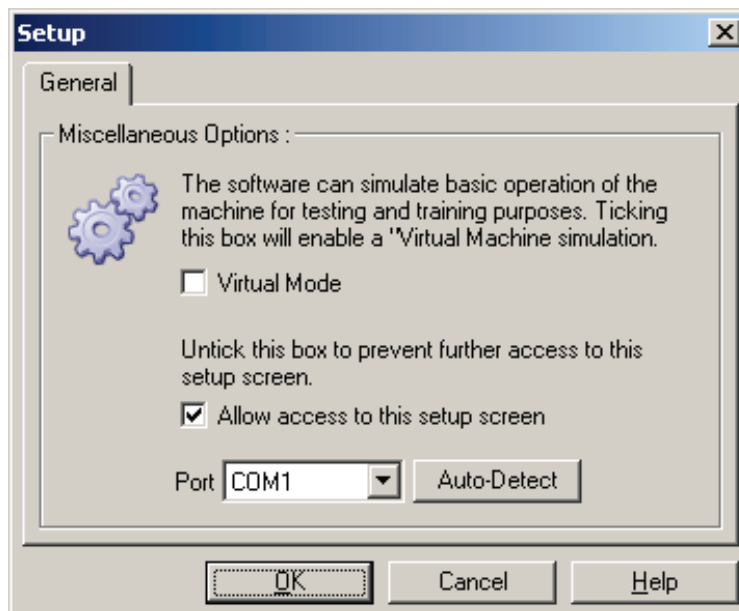 Setup
General
Miscellaneous Options :
The software can simulate basic operation of the
machine for testing and training purposes. Ticking
this box will enable a "Virtual Machine simulation.
Virtual Mode
Untick this box to prevent further access to this
setup screen.
Allow access to this setup screen
Port COM1 Auto-Detect
OK Cancel Help